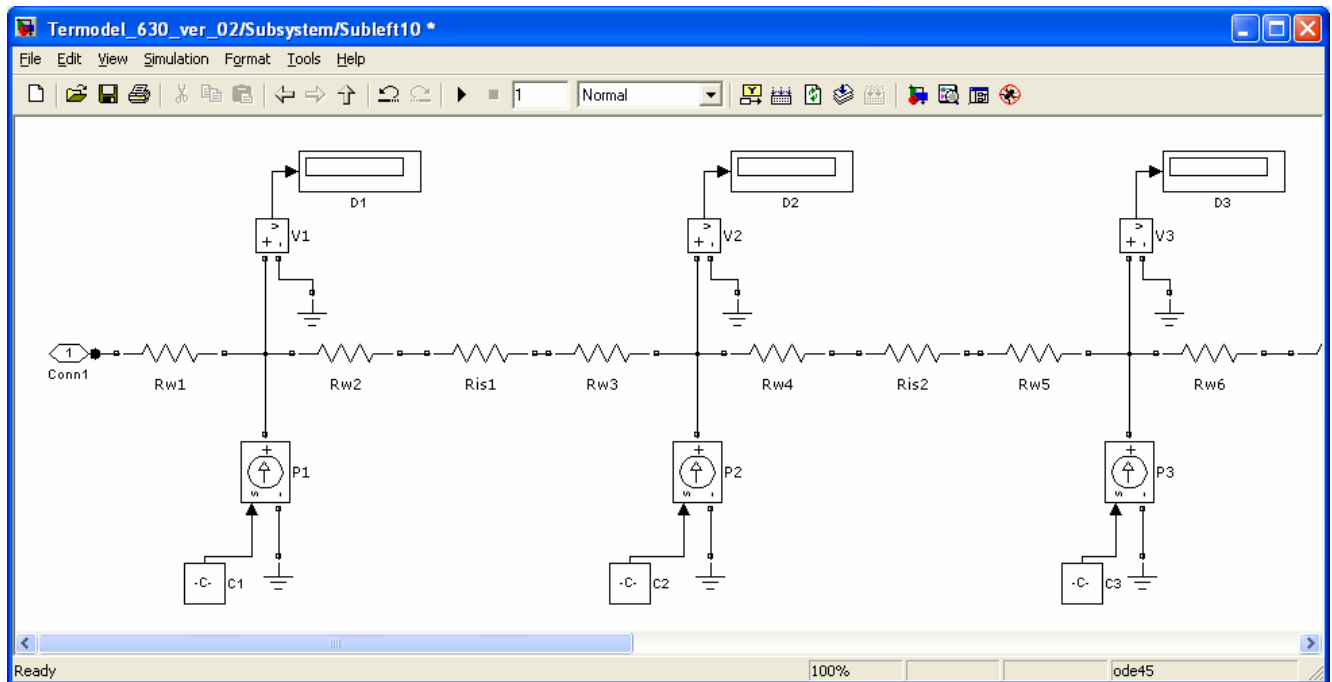 Termodel_630_ver_02/Subsystem/Subleft10 *
File Edit View Simulation Format Tools Help
1 Normal
D1 D2 D3
V1 V2 V3
1
Conn1
Rw1 Rw2 Ris1 Rw3 Rw4 Ris2 Rw5 Rw6
P1 P2 P3
-C- C1 -C- C2 -C- C3
Ready 100% ode45